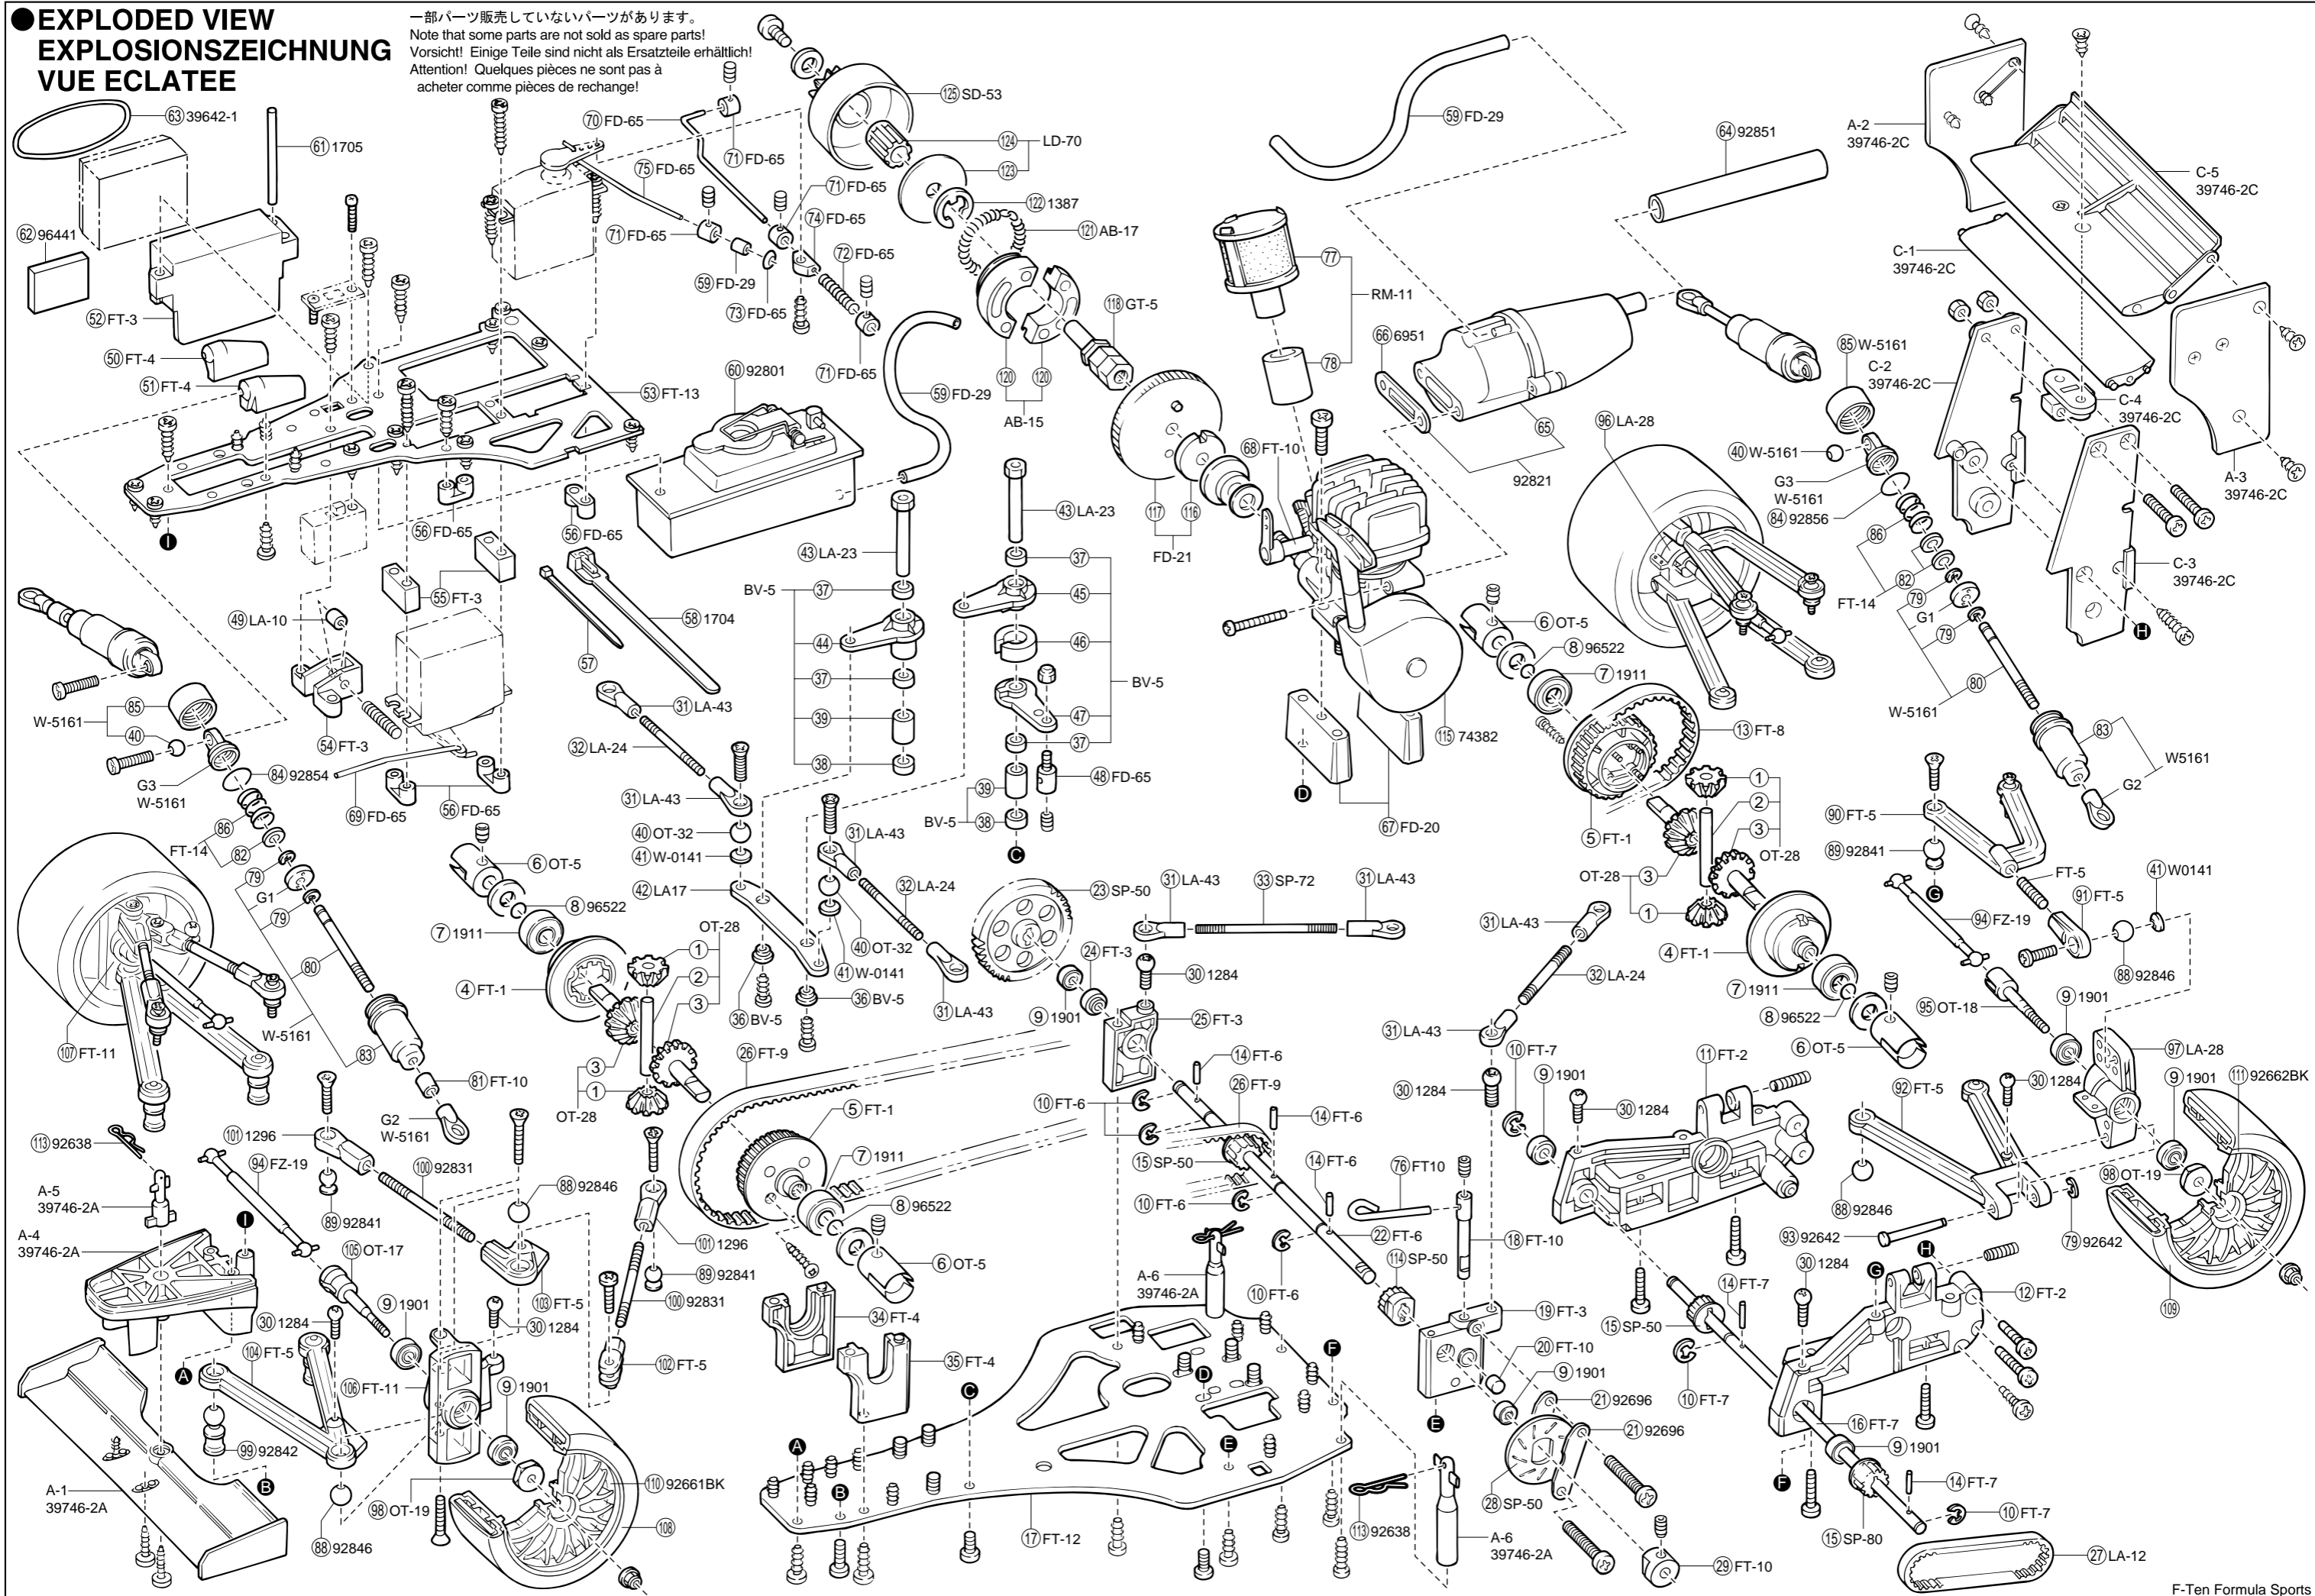 ●EXPLODED VIEW
EXPLOSIONSZEICHNUNG
VUE ECLATEE
一部パーツ販売していないパーツがあります。
Note that some parts are not sold as spare parts!
Vorsicht! Einige Teile sind nicht als Ersatzteile erhältlich!
Attention! Quelques pièces ne sont pas à
acheter comme pièces de rechange!
63 39642-1
61 1705
62 96441
52 FT-3
50 FT-4
51 FT-4
53 FT-13
70 FD-65
71 FD-65
75 FD-65
71 FD-65
74 FD-65
71 FD-65
59 FD-29
73 FD-65
72 FD-65
71 FD-65
125 SD-53
124 LD-70
123
122 1387
121 AB-17
120 120
AB-15
118 GT-5
117 116
FD-21
59 FD-29
77
RM-11
78
64 92851
66 6951
65
92821
68 FT-10
A-2
39746-2C
C-5
39746-2C
C-1
39746-2C
85 W-5161
C-2
39746-2C
C-4
39746-2C
A-3
39746-2C
C-3
39746-2C
H
96 LA-28
40 W-5161
G3
W-5161
84 92856
86
82
FT-14
79
G1
79
80
W-5161
83
W5161
G2
60 92801
59 FD-29
I
56 FD-65
56 FD-65
55 FT-3
49 LA-10
54 FT-3
69 FD-65
56 FD-65
57
58 1704
43 LA-23
43 LA-23
BV-5
37
44
37
39
38
37
45
46
BV-5
47
37
48 FD-65
39
BV-5
38
C
31 LA-43
32 LA-24
31 LA-43
40 OT-32
41 W-0141
42 LA17
31 LA-43
32 LA-24
40 OT-32
41 W-0141
36 BV-5
36 BV-5
31 LA-43
85
W-5161
40
G3
W-5161
84 92854
86
82
FT-14
79
G1
79
80
W-5161
83
81 FT-10
G2
W-5161
107 FT-11
6 OT-5
8 96522
7 1911
4 FT-1
OT-28
1
2
3
3
1
OT-28
26 FT-9
5 FT-1
7 1911
8 96522
6 OT-5
115 74382
D
67 FD-20
6 OT-5
8 96522
7 1911
13 FT-8
5 FT-1
1
2
3
OT-28
OT-28
3
1
4 FT-1
7 1911
8 96522
6 OT-5
90 FT-5
89 92841
G
FT-5
91 FT-5
41 W0141
88 92846
94 FZ-19
95 OT-18
9 1901
97 LA-28
30 1284
9 1901
111 92662BK
92 FT-5
88 92846
98 OT-19
79 92642
93 92642
109
23 SP-50
24 FT-3
9 1901
31 LA-43
33 SP-72
31 LA-43
30 1284
25 FT-3
14 FT-6
26 FT-9
10 FT-6
14 FT-6
15 SP-50
10 FT-6
14 FT-6
22 FT-6
10 FT-6
114 SP-50
31 LA-43
32 LA-24
31 LA-43
30 1284
10 FT-7
9 1901
30 1284
11 FT-2
76 FT10
18 FT-10
19 FT-3
20 FT-10
9 1901
E
21 92696
21 92696
28 SP-50
29 FT-10
15 SP-50
14 FT-7
10 FT-7
30 1284
G
H
12 FT-2
16 FT-7
9 1901
F
14 FT-7
10 FT-7
15 SP-80
27 LA-12
113 92638
A-5
39746-2A
A-4
39746-2A
I
A-1
39746-2A
101 1296
94 FZ-19
89 92841
100 92831
88 92846
103 FT-5
105 OT-17
9 1901
30 1284
30 1284
104 FT-5
A
106 FT-11
9 1901
99 92842
B
88 92846
98 OT-19
110 92661BK
108
101 1296
89 92841
100 92831
102 FT-5
34 FT-4
35 FT-4
A
B
C
D
E
F
17 FT-12
A-6
39746-2A
113 92638
A-6
39746-2A
F-Ten Formula Sports